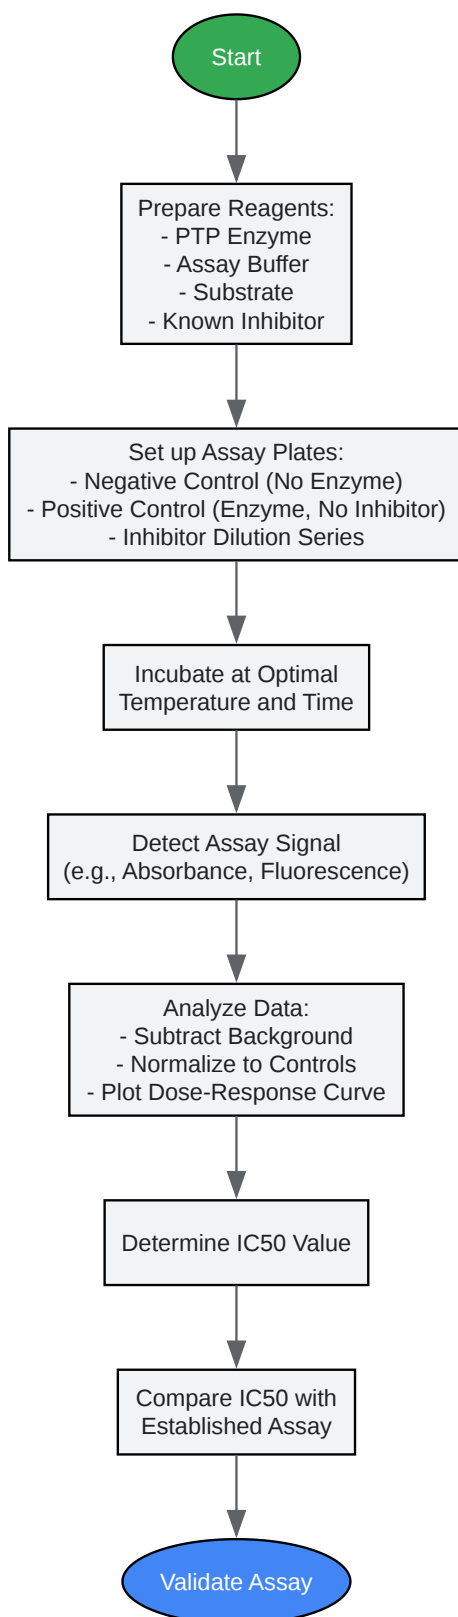 Start
Prepare Reagents:
- PTP Enzyme
- Assay Buffer
- Substrate
- Known Inhibitor
Set up Assay Plates:
- Negative Control (No Enzyme)
- Positive Control (Enzyme, No Inhibitor)
- Inhibitor Dilution Series
Incubate at Optimal
Temperature and Time
Detect Assay Signal
(e.g., Absorbance, Fluorescence)
Analyze Data:
- Subtract Background
- Normalize to Controls
- Plot Dose-Response Curve
Determine IC50 Value
Compare IC50 with
Established Assay
Validate Assay